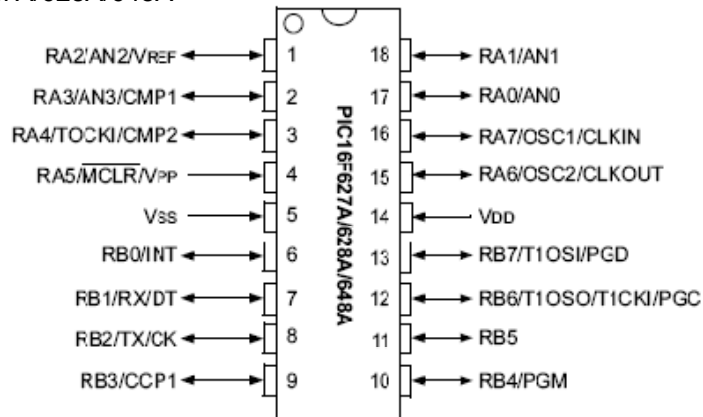 RA2/AN2/VREF 1 18 RA1/AN1
RA3/AN3/CMP1 2 17 RA0/AN0
RA4/TOCKI/CMP2 3 16 RA7/OSC1/CLKIN
RA5/MCLR/VPP 4 15 RA6/OSC2/CLKOUT
VSS 5 14 VDD
RB0/INT 6 13 RB7/T1OSI/PGD
RB1/RX/DT 7 12 RB6/T1OSO/T1CKI/PGC
RB2/TX/CK 8 11 RB5
RB3/CCP1 9 10 RB4/PGM
PIC16F627A/628A/648A